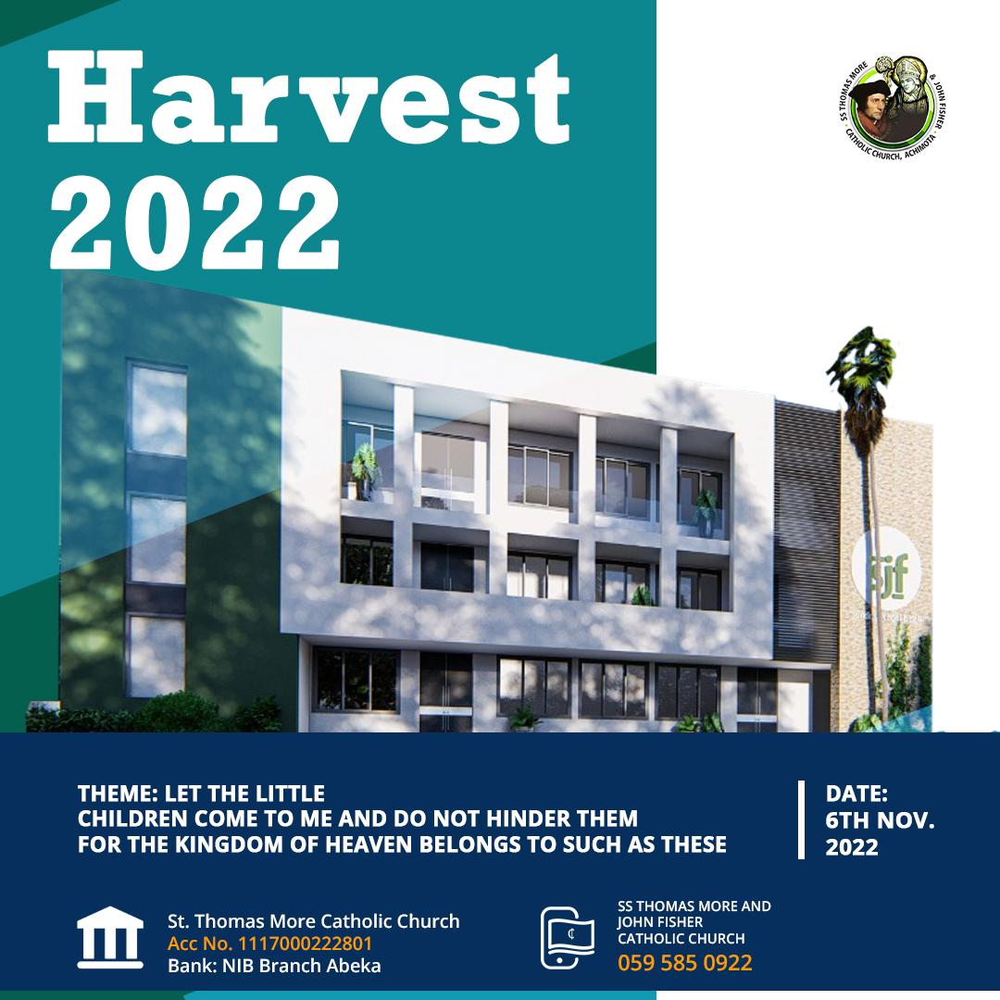 Harvest
2022
SS THOMAS MORE & JOHN FISHER
CATHOLIC CHURCH, ACHIMOTA
sjf
THEME: LET THE LITTLE
CHILDREN COME TO ME AND DO NOT HINDER THEM
FOR THE KINGDOM OF HEAVEN BELONGS TO SUCH AS THESE
DATE:
6TH NOV.
2022
St. Thomas More Catholic Church
Acc No. 1117000222801
Bank: NIB Branch Abeka
¢
SS THOMAS MORE AND
JOHN FISHER
CATHOLIC CHURCH
059 585 0922